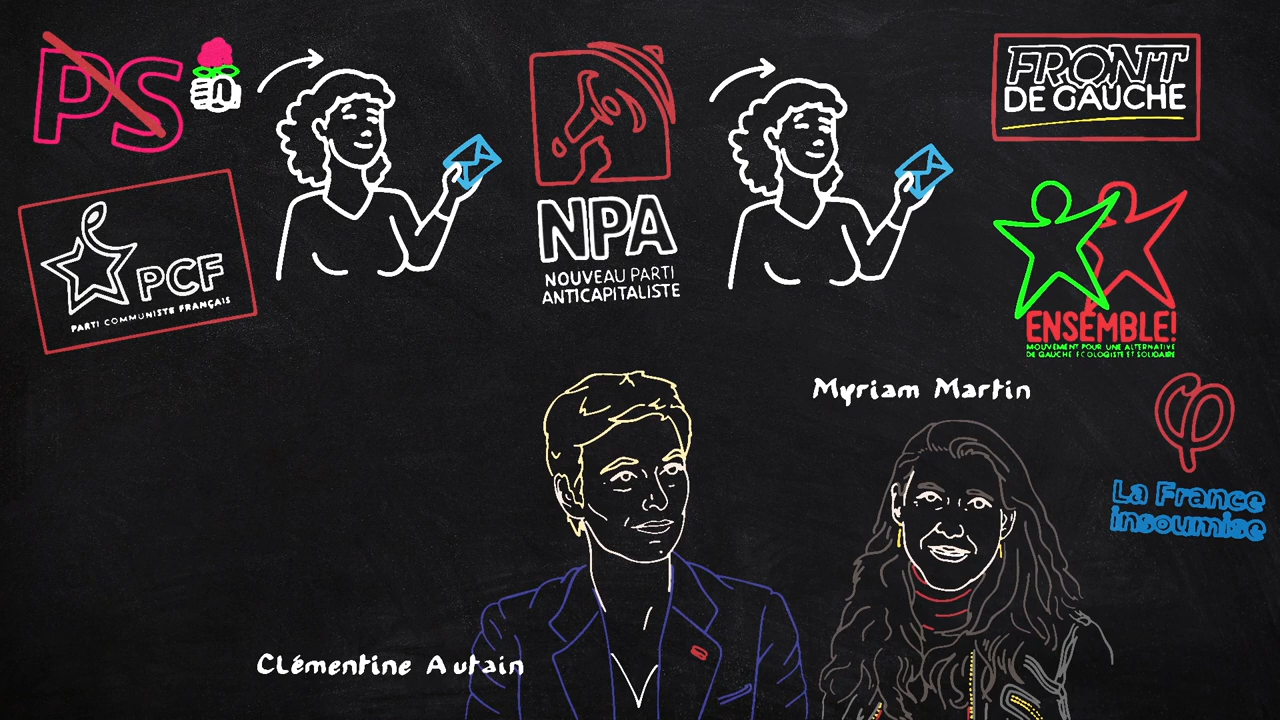 PS
PCF
PARTI COMMUNISTE FRANÇAIS
NPA
NOUVEAU PARTI
ANTICAPITALISTE
FRONT
DE GAUCHE
ENSEMBLE!
MOUVEMENT POUR UNE ALTERNATIVE
DE GAUCHE ECOLOGISTE ET SOLIDAIRE
Myriam Martin
La France
insoumise
Clémentine Autain